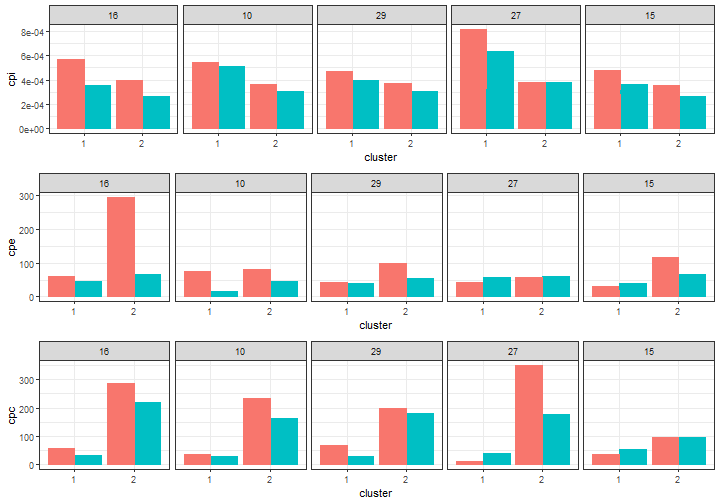 16 10 29 27 15
8e-04
6e-04
4e-04
2e-04
0e+00
cpi
1 2 1 2 1 2 1 2 1 2
cluster
16 10 29 27 15
300
200
100
0
cpe
1 2 1 2 1 2 1 2 1 2
cluster
16 10 29 27 15
300
200
100
0
cpc
1 2 1 2 1 2 1 2 1 2
cluster